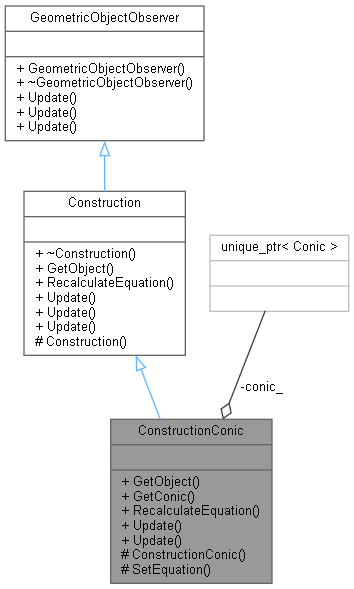 GeometricObjectObserver
+ GeometricObjectObserver()
+ ~GeometricObjectObserver()
+ Update()
+ Update()
+ Update()
Construction
+ ~Construction()
+ GetObject()
+ RecalculateEquation()
+ Update()
+ Update()
+ Update()
# Construction()
unique_ptr< Conic >
-conic_
ConstructionConic
+ GetObject()
+ GetConic()
+ RecalculateEquation()
+ Update()
+ Update()
# ConstructionConic()
# SetEquation()